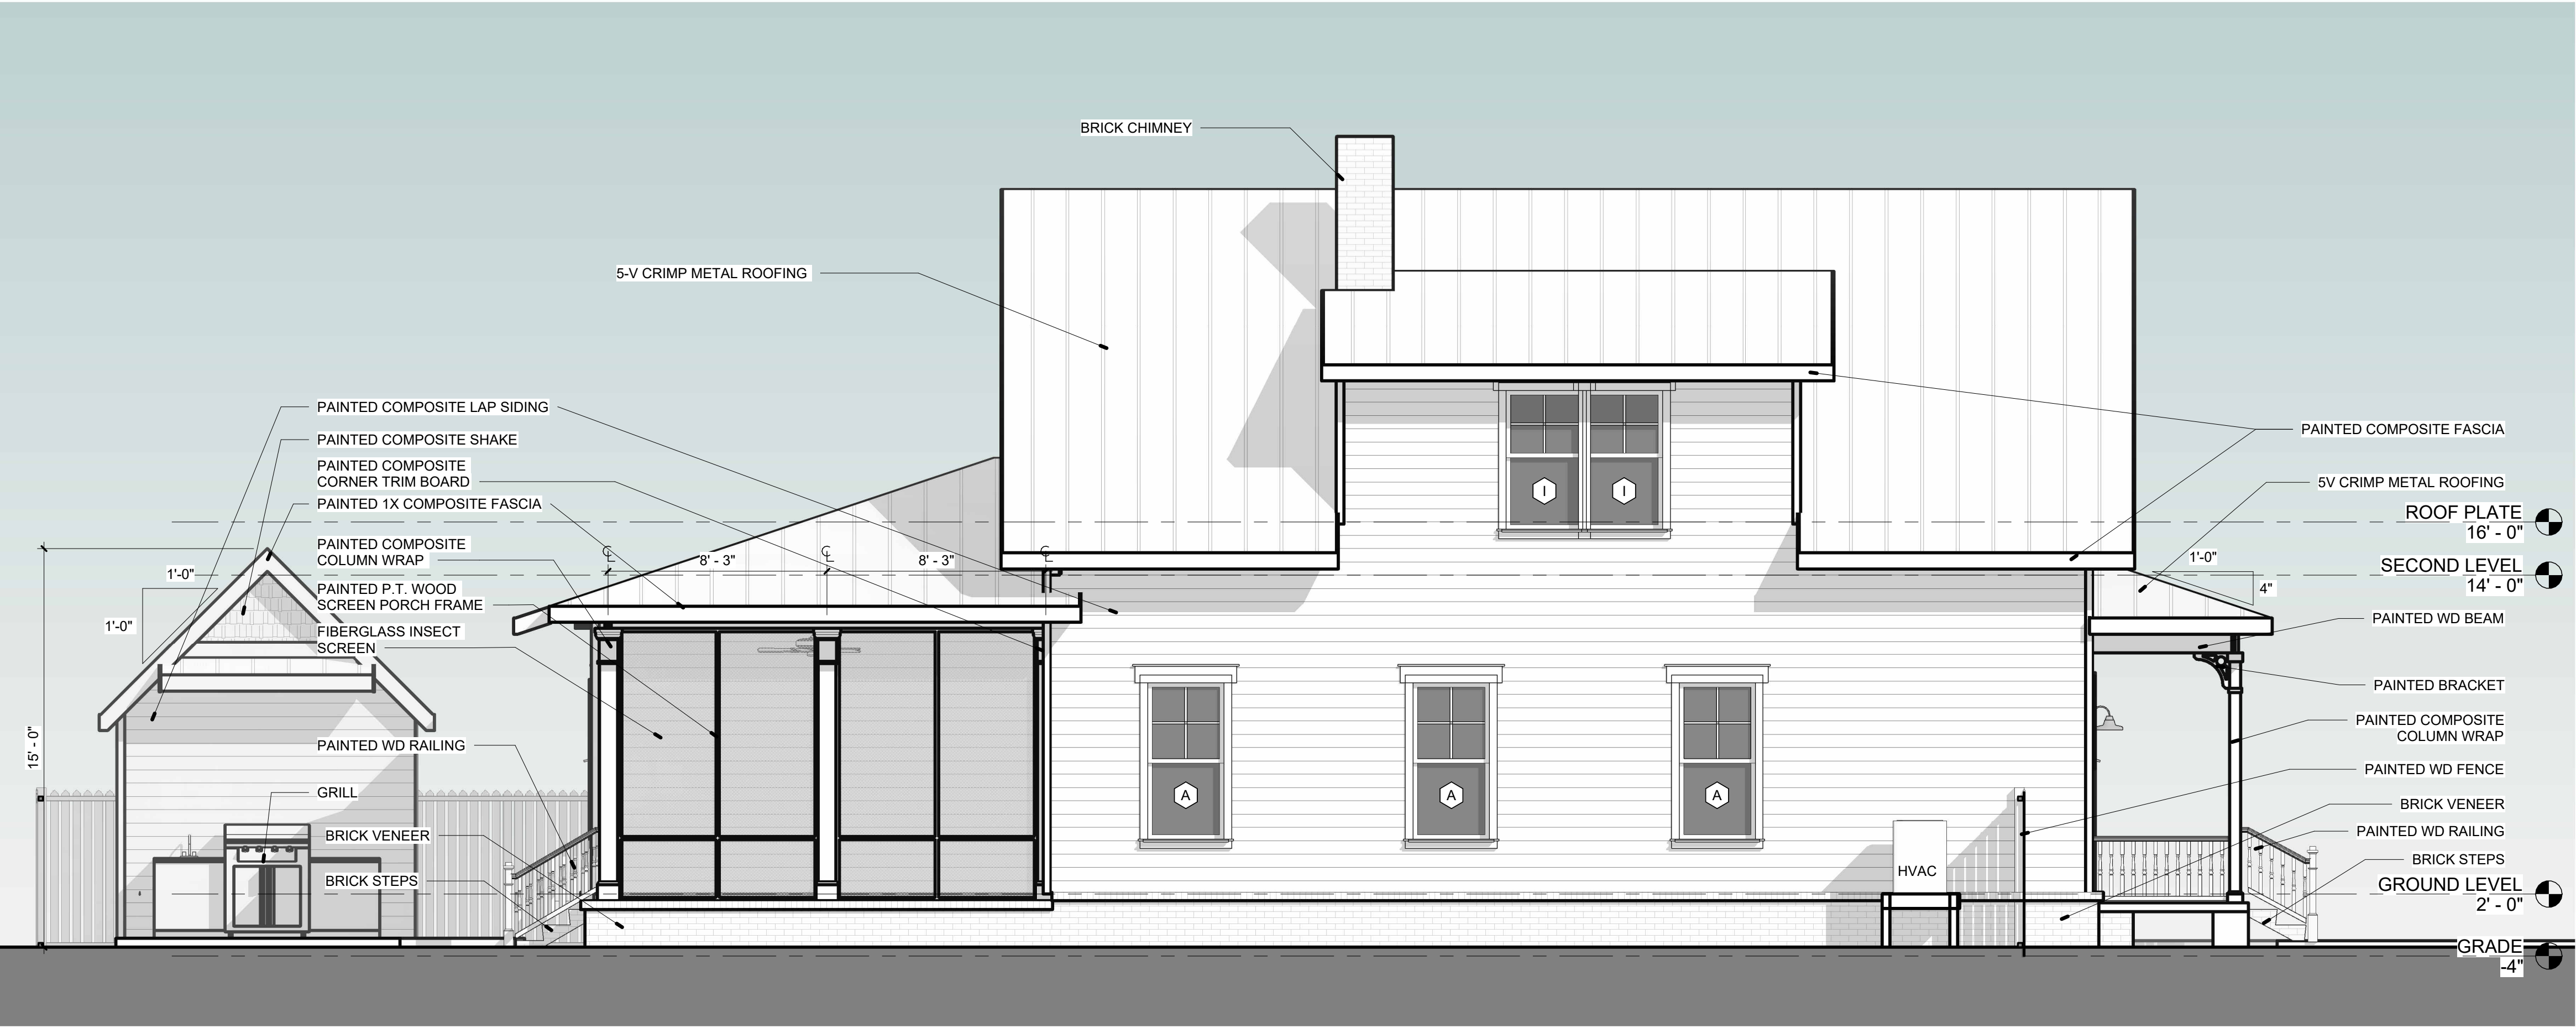 BRICK CHIMNEY
5-V CRIMP METAL ROOFING
PAINTED COMPOSITE LAP SIDING
PAINTED COMPOSITE SHAKE
PAINTED COMPOSITE
CORNER TRIM BOARD
PAINTED 1X COMPOSITE FASCIA
PAINTED COMPOSITE
COLUMN WRAP
PAINTED P.T. WOOD
SCREEN PORCH FRAME
FIBERGLASS INSECT
SCREEN
PAINTED WD RAILING
GRILL
BRICK VENEER
BRICK STEPS
1'-0"
1'-0"
15' - 0"
8' - 3"
8' - 3"
I
I
A
A
A
HVAC
PAINTED COMPOSITE FASCIA
5V CRIMP METAL ROOFING
ROOF PLATE
16' - 0"
1'-0"
4"
SECOND LEVEL
14' - 0"
PAINTED WD BEAM
PAINTED BRACKET
PAINTED COMPOSITE
COLUMN WRAP
PAINTED WD FENCE
BRICK VENEER
PAINTED WD RAILING
BRICK STEPS
GROUND LEVEL
2' - 0"
GRADE
-4"